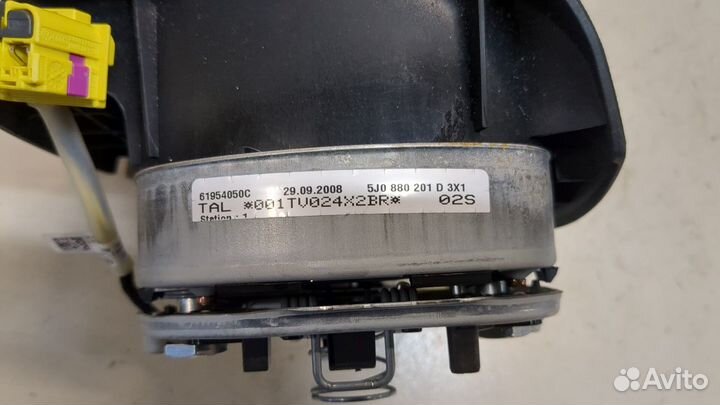 61954050C 29.09.2008 5J0 880 201 D 3X1
TAL *001TV024X2BR* 02S
Station : 1
Avito